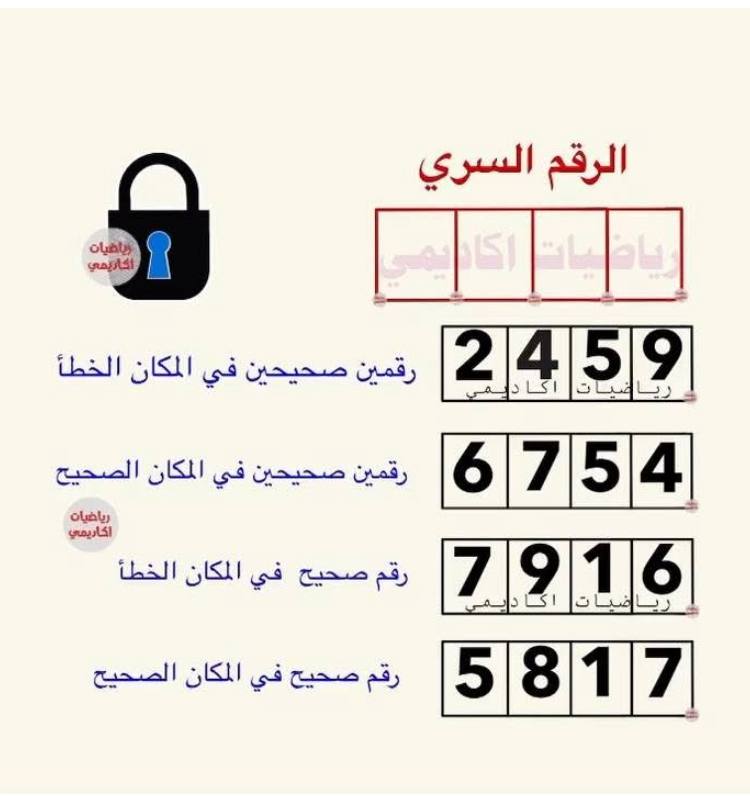 الرقم السري
رياضيات اكاديمي
رياضيات
اكاديمي
2 4 5 9
رقمين صحيحين في المكان الخطأ
رياضيات اكاديمي
6 7 5 4
رقمين صحيحين في المكان الصحيح
رياضيات
اكاديمي
7 9 1 6
رقم صحيح في المكان الخطأ
رياضيات اكاديمي
5 8 1 7
رقم صحيح في المكان الصحيح